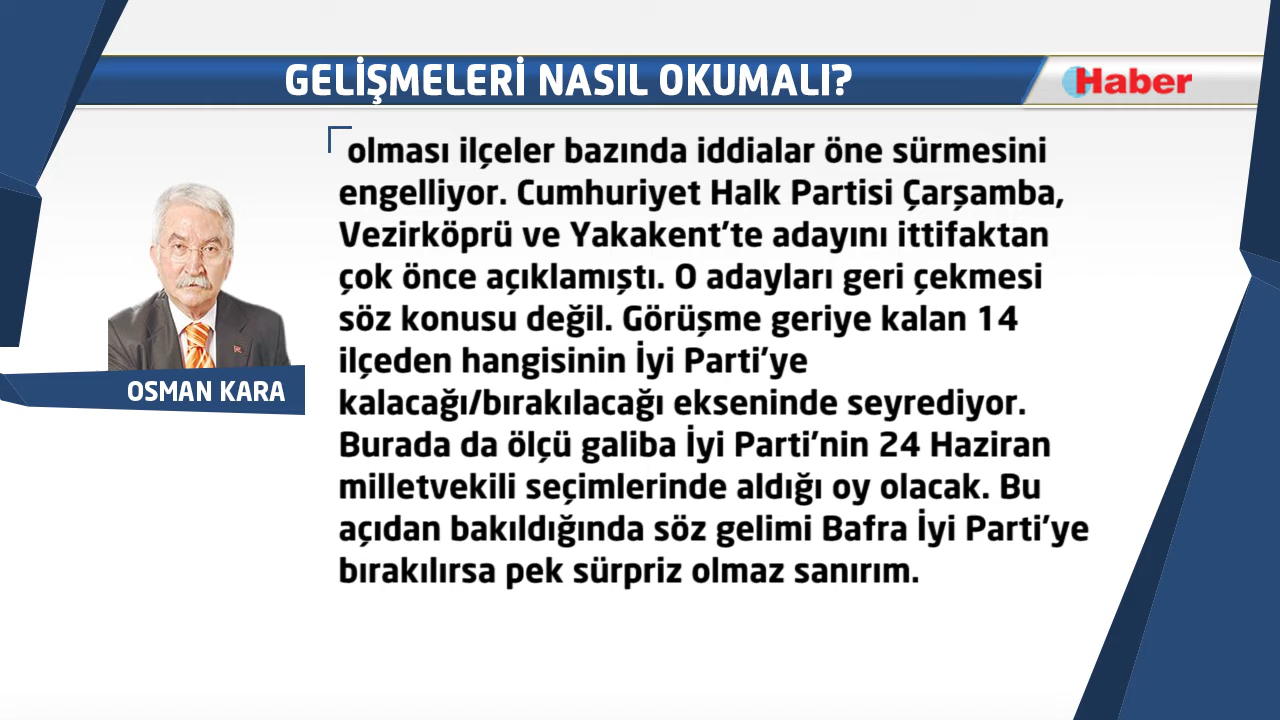 GELİŞMELERİ NASIL OKUMALI?
Haber
olması ilçeler bazında iddialar öne sürmesini
engelliyor. Cumhuriyet Halk Partisi Çarşamba,
Vezirköprü ve Yakakent'te adayını ittifaktan
çok önce açıklamıştı. O adayları geri çekmesi
söz konusu değil. Görüşme geriye kalan 14
ilçeden hangisinin İyi Parti'ye
kalacağı/bırakılacağı ekseninde seyrediyor.
Burada da ölçü galiba İyi Parti'nin 24 Haziran
milletvekili seçimlerinde aldığı oy olacak. Bu
açıdan bakıldığında söz gelimi Bafra İyi Parti'ye
bırakılırsa pek sürpriz olmaz sanırım.
OSMAN KARA